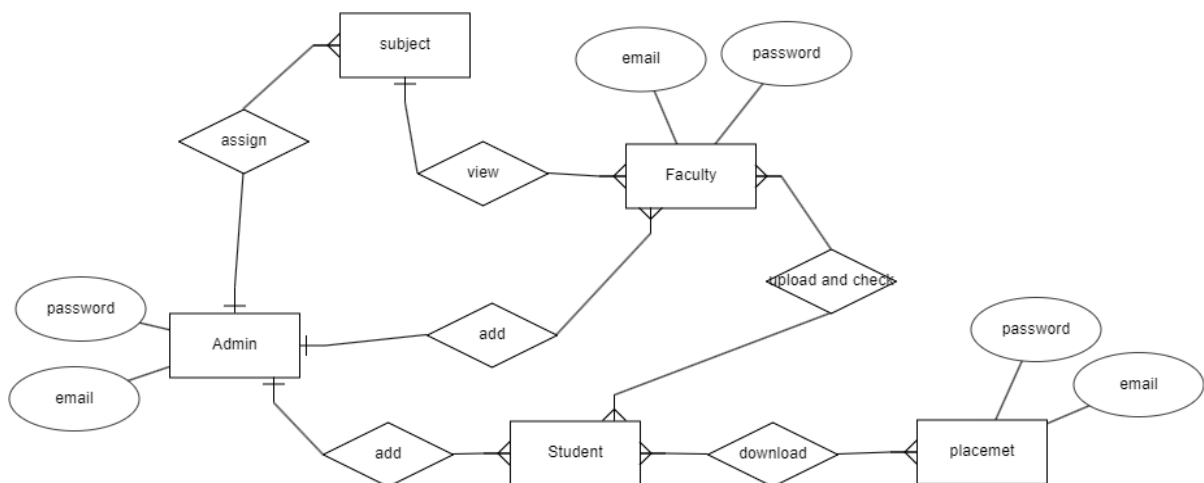 subject
email
password
assign
view
Faculty
upload and check
password
Admin
add
password
email
email
add
Student
download
placemet